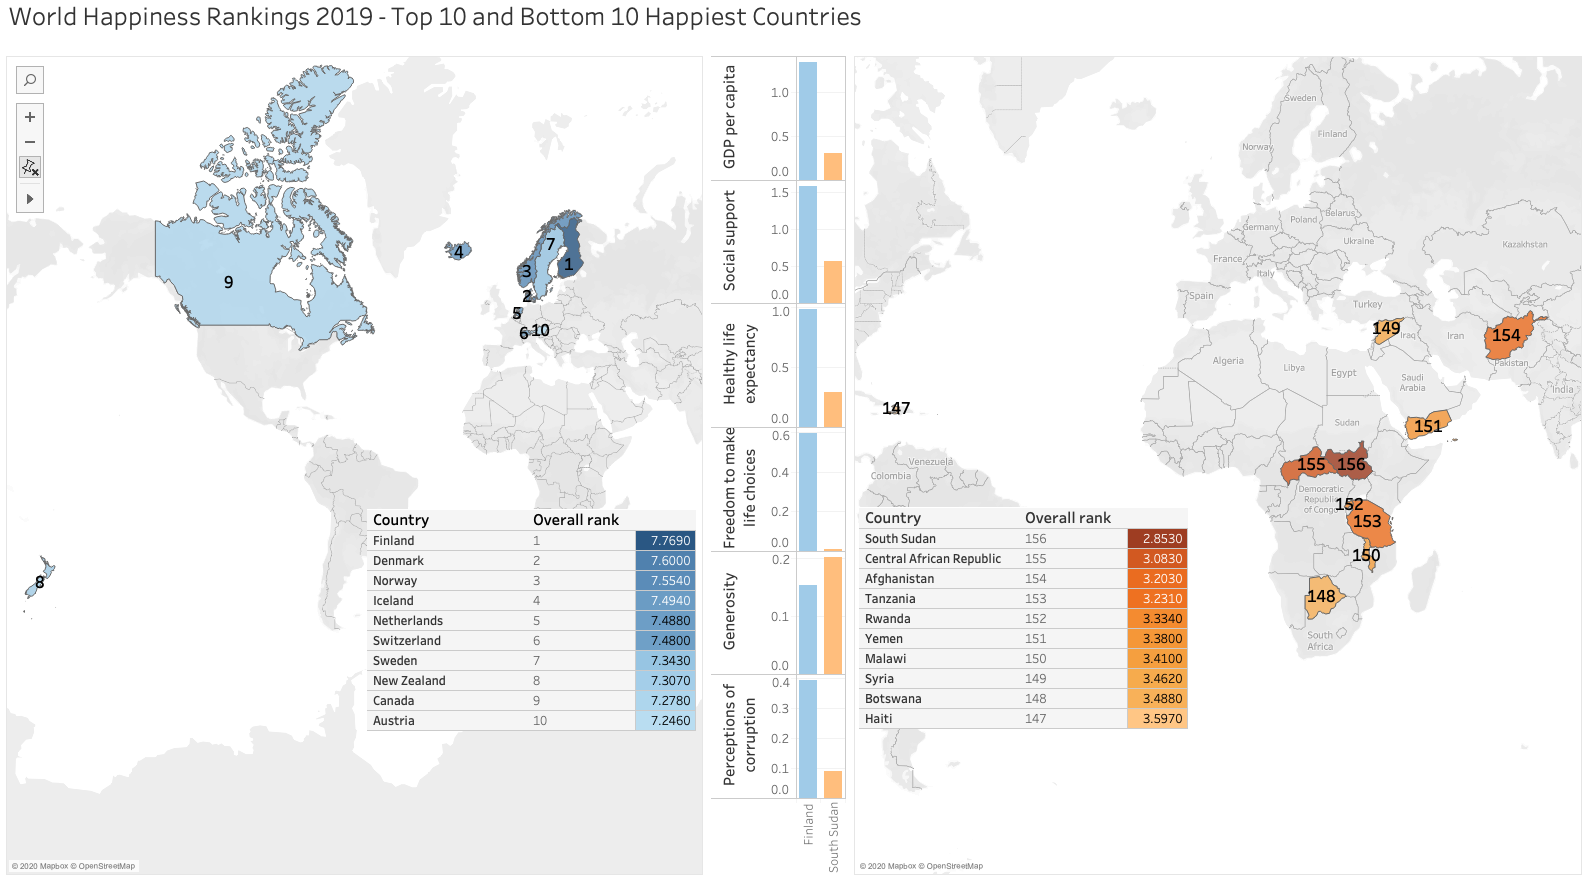 World Happiness Rankings 2019 - Top 10 and Bottom 10 Happiest Countries
9
4
7
3
1
2
5
6
10
8
Country Overall rank
Finland 1 7.7690
Denmark 2 7.6000
Norway 3 7.5540
Iceland 4 7.4940
Netherlands 5 7.4880
Switzerland 6 7.4800
Sweden 7 7.3430
New Zealand 8 7.3070
Canada 9 7.2780
Austria 10 7.2460
© 2020 Mapbox © OpenStreetMap
GDP per capita
1.0
0.5
0.0
Social support
1.5
1.0
0.5
0.0
Healthy life
expectancy
1.0
0.5
0.0
Freedom to make
life choices
0.6
0.4
0.2
0.0
Generosity
0.2
0.1
0.0
Perceptions of
corruption
0.4
0.3
0.2
0.1
0.0
Finland
South Sudan
Sweden
Finland
Norway
Poland
Belarus
Germany
Ukraine
Kazakhstan
France
Italy
Spain
Turkey
149
Iraq
Iran
154
Pakistan
Algeria
Libya
Egypt
Saudi
Arabia
India
147
Sudan
151
Venezuela
Colombia
155
156
Democratic
Republic
of Congo
152
153
150
148
South
Africa
Country Overall rank
South Sudan 156 2.8530
Central African Republic 155 3.0830
Afghanistan 154 3.2030
Tanzania 153 3.2310
Rwanda 152 3.3340
Yemen 151 3.3800
Malawi 150 3.4100
Syria 149 3.4620
Botswana 148 3.4880
Haiti 147 3.5970
© 2020 Mapbox © OpenStreetMap